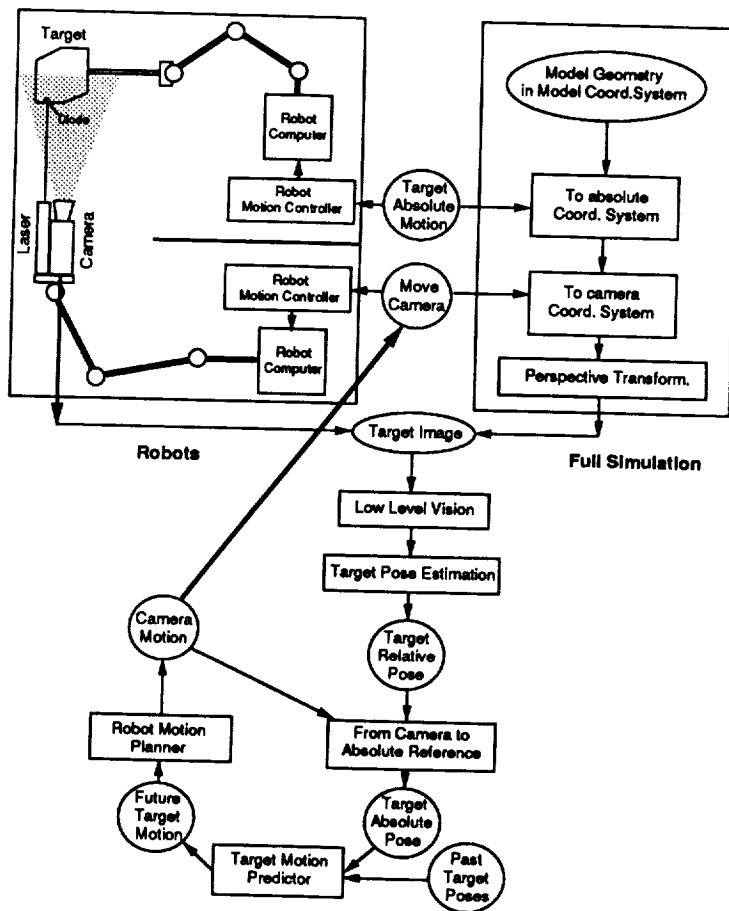 Target
Diode
Laser
Camera
Robot
Computer
Robot
Motion Controller
Robot
Motion Controller
Robot
Computer
Target
Absolute
Motion
Move
Camera
Model Geometry
in Model Coord.System
To absolute
Coord. System
To camera
Coord. System
Perspective Transform.
Robots
Target Image
Full Simulation
Low Level Vision
Target Pose Estimation
Camera
Motion
Target
Relative
Pose
Robot Motion
Planner
From Camera to
Absolute Reference
Future
Target
Motion
Target
Absolute
Pose
Target Motion
Predictor
Past
Target
Poses